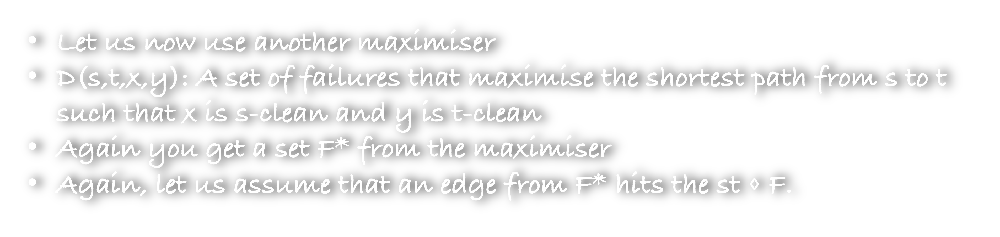 • Let us now use another maximiser
• D(s,t,x,y): A set of failures that maximise the shortest path from s to t
such that x is s-clean and y is t-clean
• Again you get a set F* from the maximiser
• Again, let us assume that an edge from F* hits the st ⋄ F.